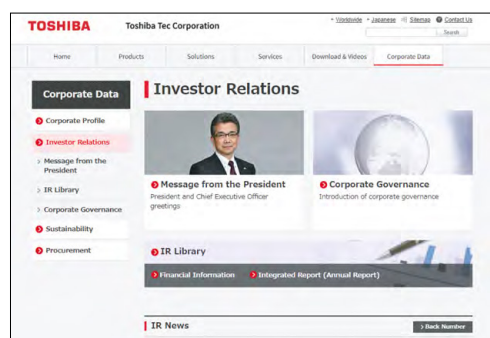 TOSHIBA
Toshiba Tec Corporation
Worldwide Japanese Sitemap Contact Us
Search
Home Products Solutions Services Download & Videos Corporate Data
Corporate Data
Corporate Profile
Investor Relations
Message from the
President
IR Library
Corporate Governance
Sustainability
Procurement
Investor Relations
Message from the President
President and Chief Executive Officer
greetings
Corporate Governance
Introduction of corporate governance
IR Library
Financial Information Integrated Report (Annual Report)
IR News
Back Number